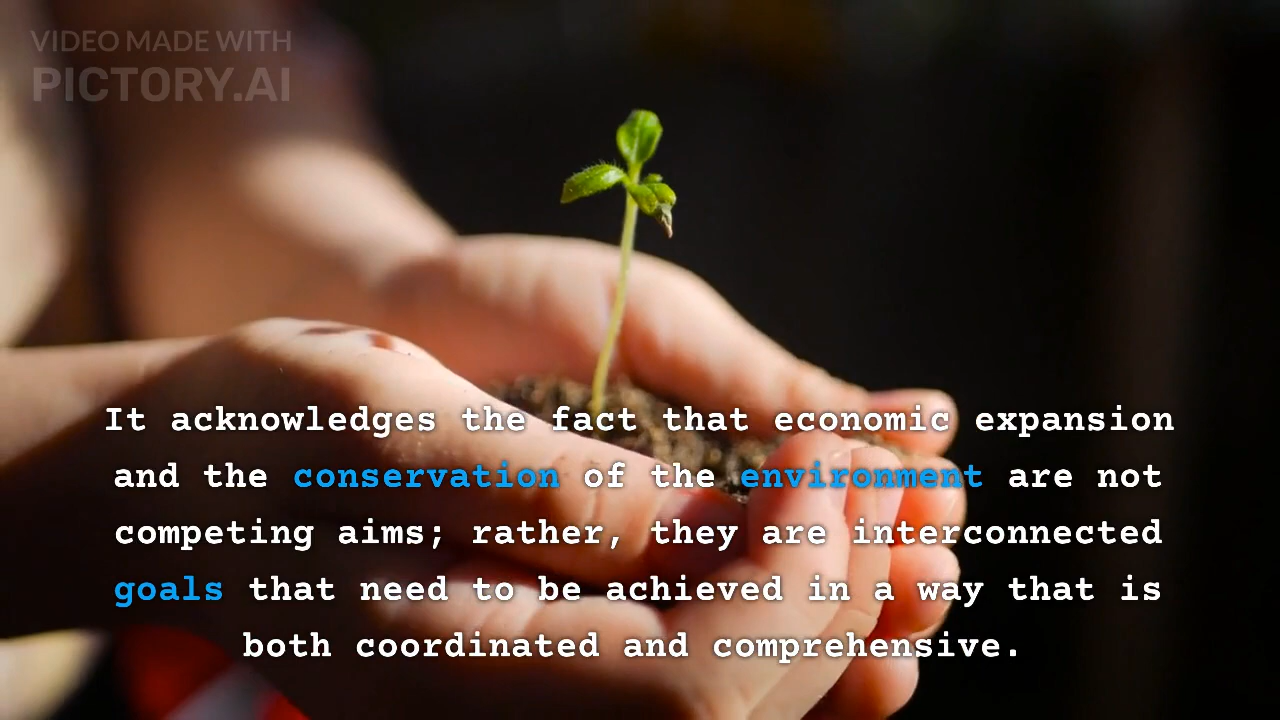 VIDEO MADE WITH
PICTORY.AI
It acknowledges the fact that economic expansion
and the conservation of the environment are not
competing aims; rather, they are interconnected
goals that need to be achieved in a way that is
both coordinated and comprehensive.